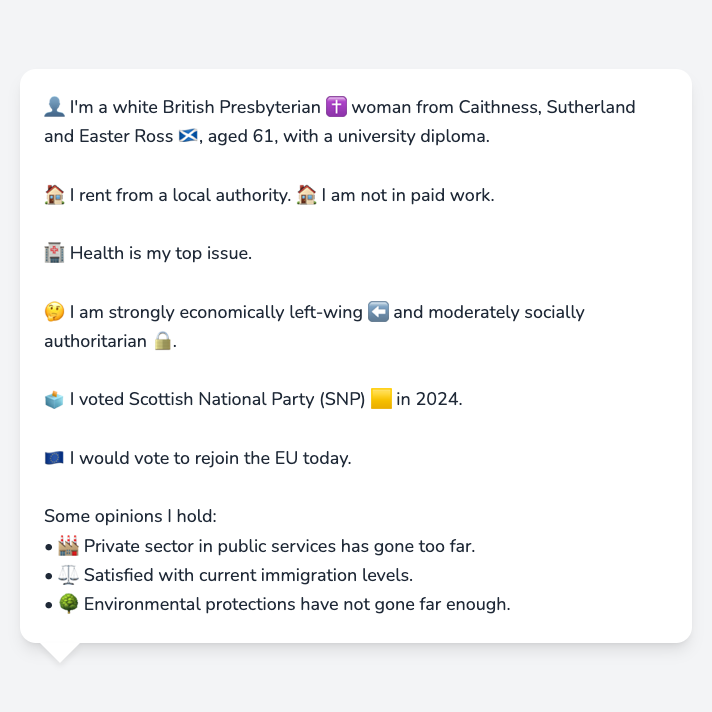 👤 I'm a white British Presbyterian ✝️ woman from Caithness, Sutherland
and Easter Ross 🏴󠁧󠁢󠁳󠁣󠁴󠁿, aged 61, with a university diploma.
🏠 I rent from a local authority. 🏠 I am not in paid work.
🏥 Health is my top issue.
🤔 I am strongly economically left-wing ⬅️ and moderately socially
authoritarian 🔒.
🗳️ I voted Scottish National Party (SNP) 🟨 in 2024.
🇪🇺 I would vote to rejoin the EU today.
Some opinions I hold:
• 🏭 Private sector in public services has gone too far.
• ⚖️ Satisfied with current immigration levels.
• 🌳 Environmental protections have not gone far enough.